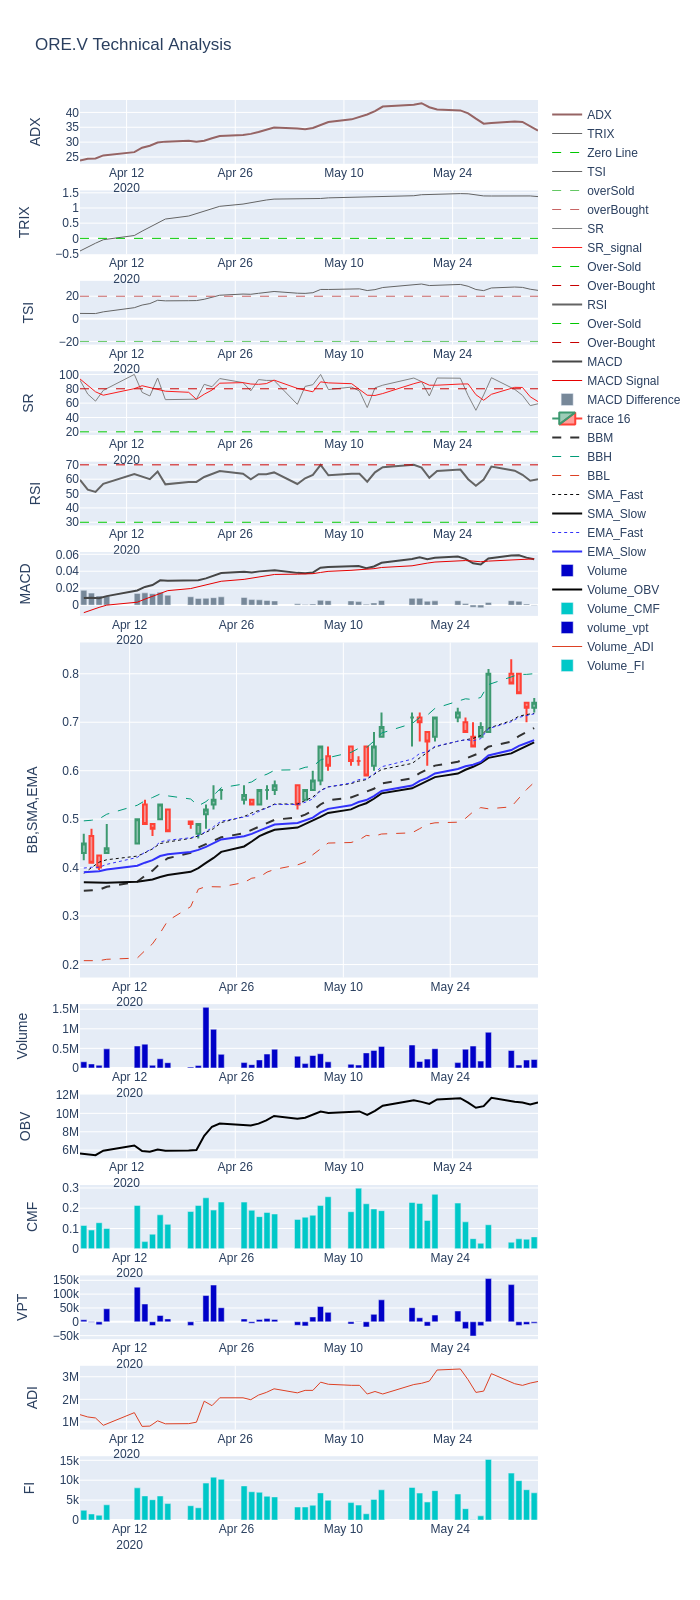 ORE.V Technical Analysis
ADX
40
35
30
25
Apr 12
2020
Apr 26
May 10
May 24
TRIX
1.5
1
0.5
0
−0.5
Apr 12
2020
Apr 26
May 10
May 24
TSI
20
0
−20
Apr 12
2020
Apr 26
May 10
May 24
SR
100
80
60
40
20
Apr 12
2020
Apr 26
May 10
May 24
RSI
70
60
50
40
30
Apr 12
2020
Apr 26
May 10
May 24
MACD
0.06
0.04
0.02
0
Apr 12
2020
Apr 26
May 10
May 24
BB,SMA,EMA
0.8
0.7
0.6
0.5
0.4
0.3
0.2
Apr 12
2020
Apr 26
May 10
May 24
Volume
1.5M
1M
0.5M
0
Apr 12
2020
Apr 26
May 10
May 24
OBV
12M
10M
8M
6M
Apr 12
2020
Apr 26
May 10
May 24
CMF
0.3
0.2
0.1
0
Apr 12
2020
Apr 26
May 10
May 24
VPT
150k
100k
50k
0
−50k
Apr 12
2020
Apr 26
May 10
May 24
ADI
3M
2M
1M
Apr 12
2020
Apr 26
May 10
May 24
FI
15k
10k
5k
0
Apr 12
2020
Apr 26
May 10
May 24
ADX
TRIX
Zero Line
TSI
overSold
overBought
SR
SR_signal
Over-Sold
Over-Bought
RSI
Over-Sold
Over-Bought
MACD
MACD Signal
MACD Difference
trace 16
BBM
BBH
BBL
SMA_Fast
SMA_Slow
EMA_Fast
EMA_Slow
Volume
Volume_OBV
Volume_CMF
volume_vpt
Volume_ADI
Volume_FI